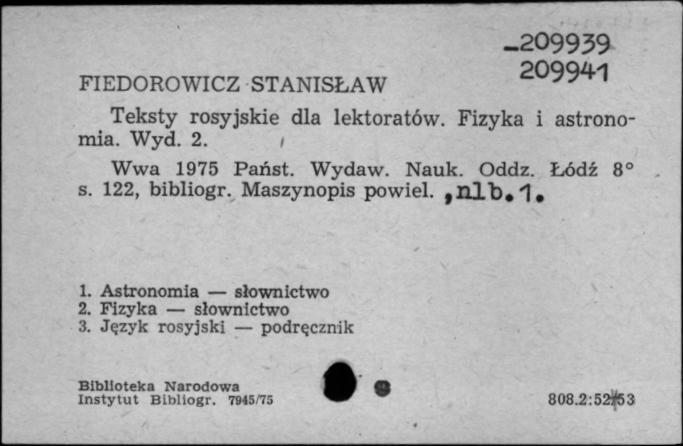 209939
209941
FIEDOROWICZ STANISŁAW
Teksty rosyjskie dla lektoratów. Fizyka i astrono-
mia. Wyd. 2.
Wwa 1975 Państ. Wydaw. Nauk. Oddz. Łódź 8°
s. 122, bibliogr. Maszynopis powiel. , nlb. 1.
1. Astronomia — słownictwo
2. Fizyka — słownictwo
3. Język rosyjski — podręcznik
Biblioteka Narodowa
Instytut Bibliogr. 7945/75
808.2:52/53